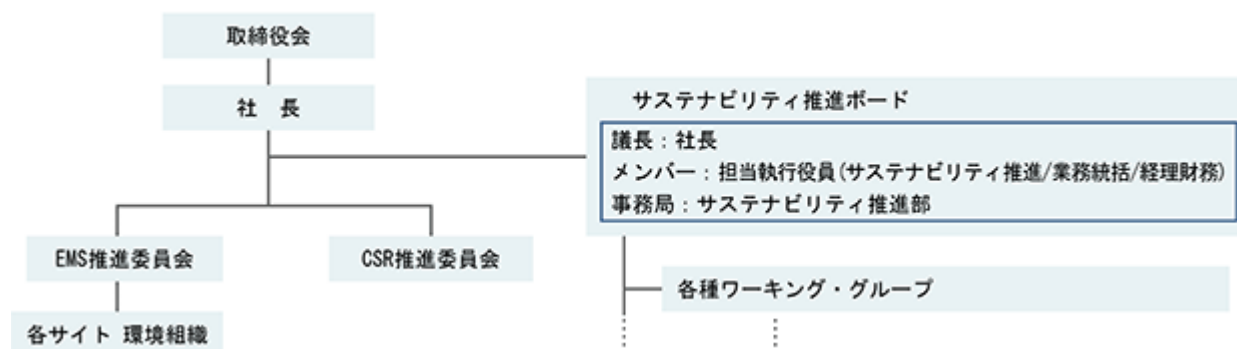 取締役会
社 長
サステナビリティ推進ボード
議長：社長
メンバー：担当執行役員(サステナビリティ推進/業務統括/経理財務)
事務局：サステナビリティ推進部
EMS推進委員会
CSR推進委員会
各種ワーキング・グループ
各サイト 環境組織